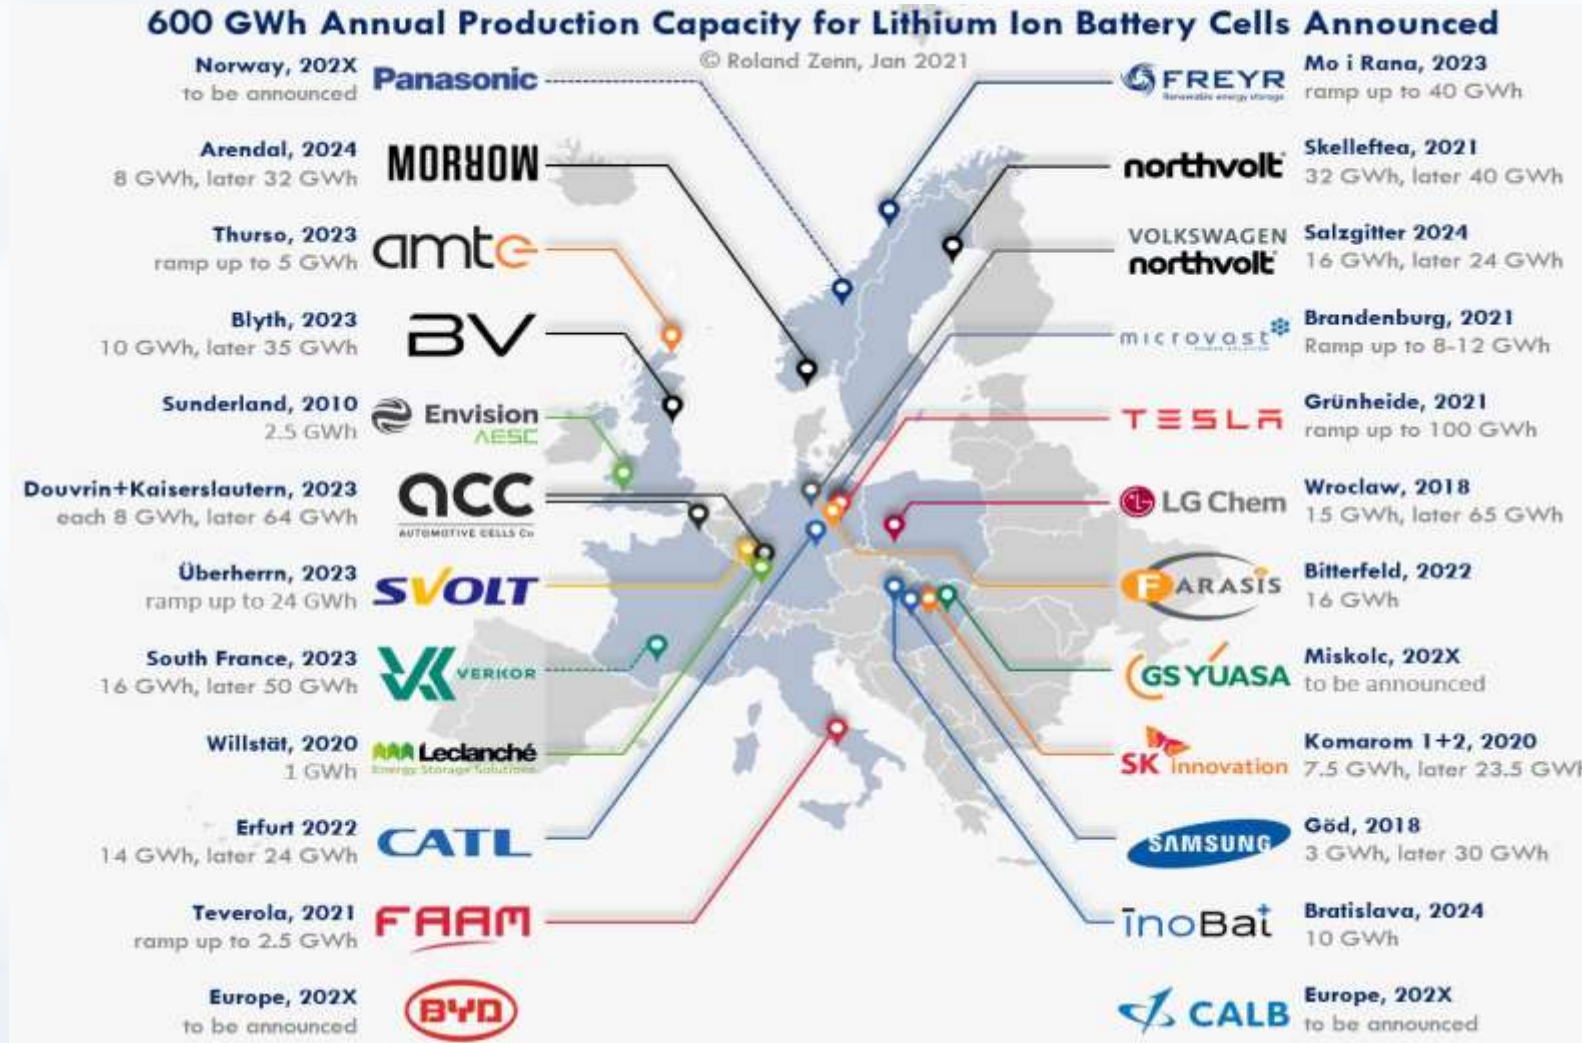 600 GWh Annual Production Capacity for Lithium Ion Battery Cells Announced
© Roland Zenn, Jan 2021
Norway, 202X
to be announced
Panasonic
Arendal, 2024
8 GWh, later 32 GWh
MORROW
Thurso, 2023
ramp up to 5 GWh
amte
Blyth, 2023
10 GWh, later 35 GWh
BV
Sunderland, 2010
2.5 GWh
Envision
AESC
Douvrin+Kaiserslautern, 2023
each 8 GWh, later 64 GWh
acc
AUTOMOTIVE CELLS Co
Überherrn, 2023
ramp up to 24 GWh
SVOLT
South France, 2023
16 GWh, later 50 GWh
VERKOR
Willstät, 2020
1 GWh
Leclanché
Energy Storage Solutions
Erfurt 2022
14 GWh, later 24 GWh
CATL
Teverola, 2021
ramp up to 2.5 GWh
FAAM
Europe, 202X
to be announced
BYD
FREYR
Renewable energy storage
Mo i Rana, 2023
ramp up to 40 GWh
northvolt
Skelleftea, 2021
32 GWh, later 40 GWh
VOLKSWAGEN
northvolt
Salzgitter 2024
16 GWh, later 24 GWh
microvast
Brandenburg, 2021
Ramp up to 8-12 GWh
TESLA
Grünheide, 2021
ramp up to 100 GWh
LG Chem
Wroclaw, 2018
15 GWh, later 65 GWh
FARASIS
Bitterfeld, 2022
16 GWh
GS YUASA
Miskolc, 202X
to be announced
SK innovation
Komarom 1+2, 2020
7.5 GWh, later 23.5 GWh
SAMSUNG
Göd, 2018
3 GWh, later 30 GWh
inoBat
Bratislava, 2024
10 GWh
CALB
Europe, 202X
to be announced